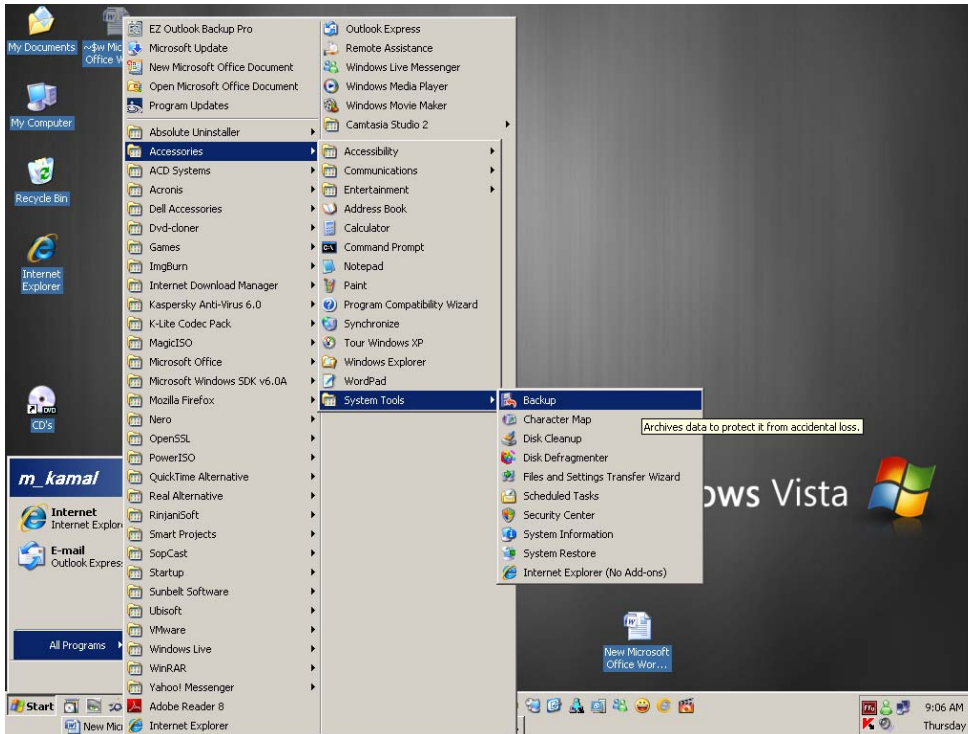 My Documents
~$w Mic
Office W
My Computer
Recycle Bin
Internet
Explorer
CD's
EZ Outlook Backup Pro
Microsoft Update
New Microsoft Office Document
Open Microsoft Office Document
Program Updates
Absolute Uninstaller
Accessories
ACD Systems
Acronis
Dell Accessories
Dvd-cloner
Games
ImgBurn
Internet Download Manager
Kaspersky Anti-Virus 6.0
K-Lite Codec Pack
MagicISO
Microsoft Office
Microsoft Windows SDK v6.0A
Mozilla Firefox
Nero
OpenSSL
PowerISO
QuickTime Alternative
Real Alternative
RinjaniSoft
Smart Projects
SopCast
Startup
Sunbelt Software
Ubisoft
VMware
Windows Live
WinRAR
Yahoo! Messenger
Adobe Reader 8
Internet Explorer
Outlook Express
Remote Assistance
Windows Live Messenger
Windows Media Player
Windows Movie Maker
Camtasia Studio 2
Accessibility
Communications
Entertainment
Address Book
Calculator
Command Prompt
Notepad
Paint
Program Compatibility Wizard
Synchronize
Tour Windows XP
Windows Explorer
WordPad
System Tools
Backup
Character Map
Disk Cleanup
Disk Defragmenter
Files and Settings Transfer Wizard
Scheduled Tasks
Security Center
System Information
System Restore
Internet Explorer (No Add-ons)
Archives data to protect it from accidental loss.
ows Vista
m_kamal
Internet
Internet Explor
E-mail
Outlook Expres
All Programs
New Microsoft
Office Wor...
Start
New Mic
9:06 AM
Thursday